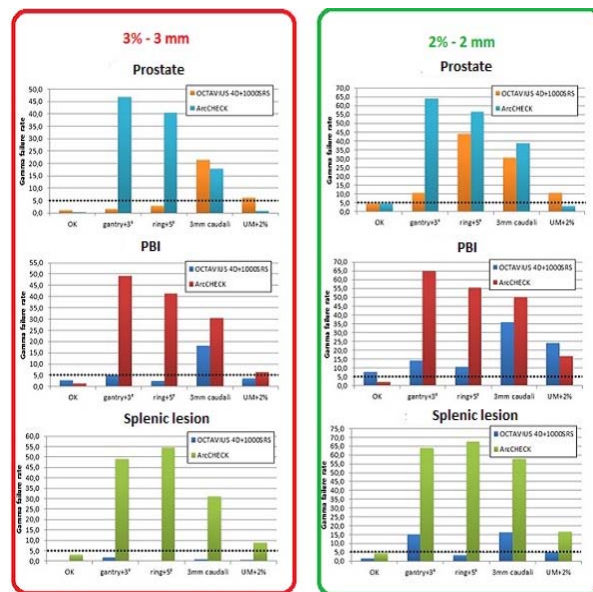 3% - 3 mm
Prostate
Gamma failure rate
50,0
45,0
40,0
35,0
30,0
25,0
20,0
15,0
10,0
5,0
0,0
OCTAVIUS 4D+1000SRS
ArcCHECK
OK gantry+3° ring+5° 3mm caudali UM+2%
PBI
Gamma failure rate
55,0
50,0
45,0
40,0
35,0
30,0
25,0
20,0
15,0
10,0
5,0
0,0
OCTAVIUS 4D+1000SRS
ArcCHECK
OK gantry+3° ring+5° 3mm caudali UM+2%
Splenic lesion
Gamma failure rate
60,0
55,0
50,0
45,0
40,0
35,0
30,0
25,0
20,0
15,0
10,0
5,0
0,0
OCTAVIUS 4D+1000SRS
ArcCHECK
OK gantry+3° ring+5° 3mm caudali UM+2%
2% - 2 mm
Prostate
Gamma failure rate
70,0
65,0
60,0
55,0
50,0
45,0
40,0
35,0
30,0
25,0
20,0
15,0
10,0
5,0
0,0
OCTAVIUS 4D+1000SRS
ArcCHECK
OK gantry+3° ring+5° 3mm caudali UM+2%
PBI
Gamma failure rate
70,0
65,0
60,0
55,0
50,0
45,0
40,0
35,0
30,0
25,0
20,0
15,0
10,0
5,0
0,0
OCTAVIUS 4D+1000SRS
ArcCHECK
OK gantry+3° ring+5° 3mm caudali UM+2%
Splenic lesion
Gamma failure rate
75,0
70,0
65,0
60,0
55,0
50,0
45,0
40,0
35,0
30,0
25,0
20,0
15,0
10,0
5,0
0,0
OCTAVIUS 4D+1000SRS
ArcCHECK
OK gantry+3° ring+5° 3mm caudali UM+2%